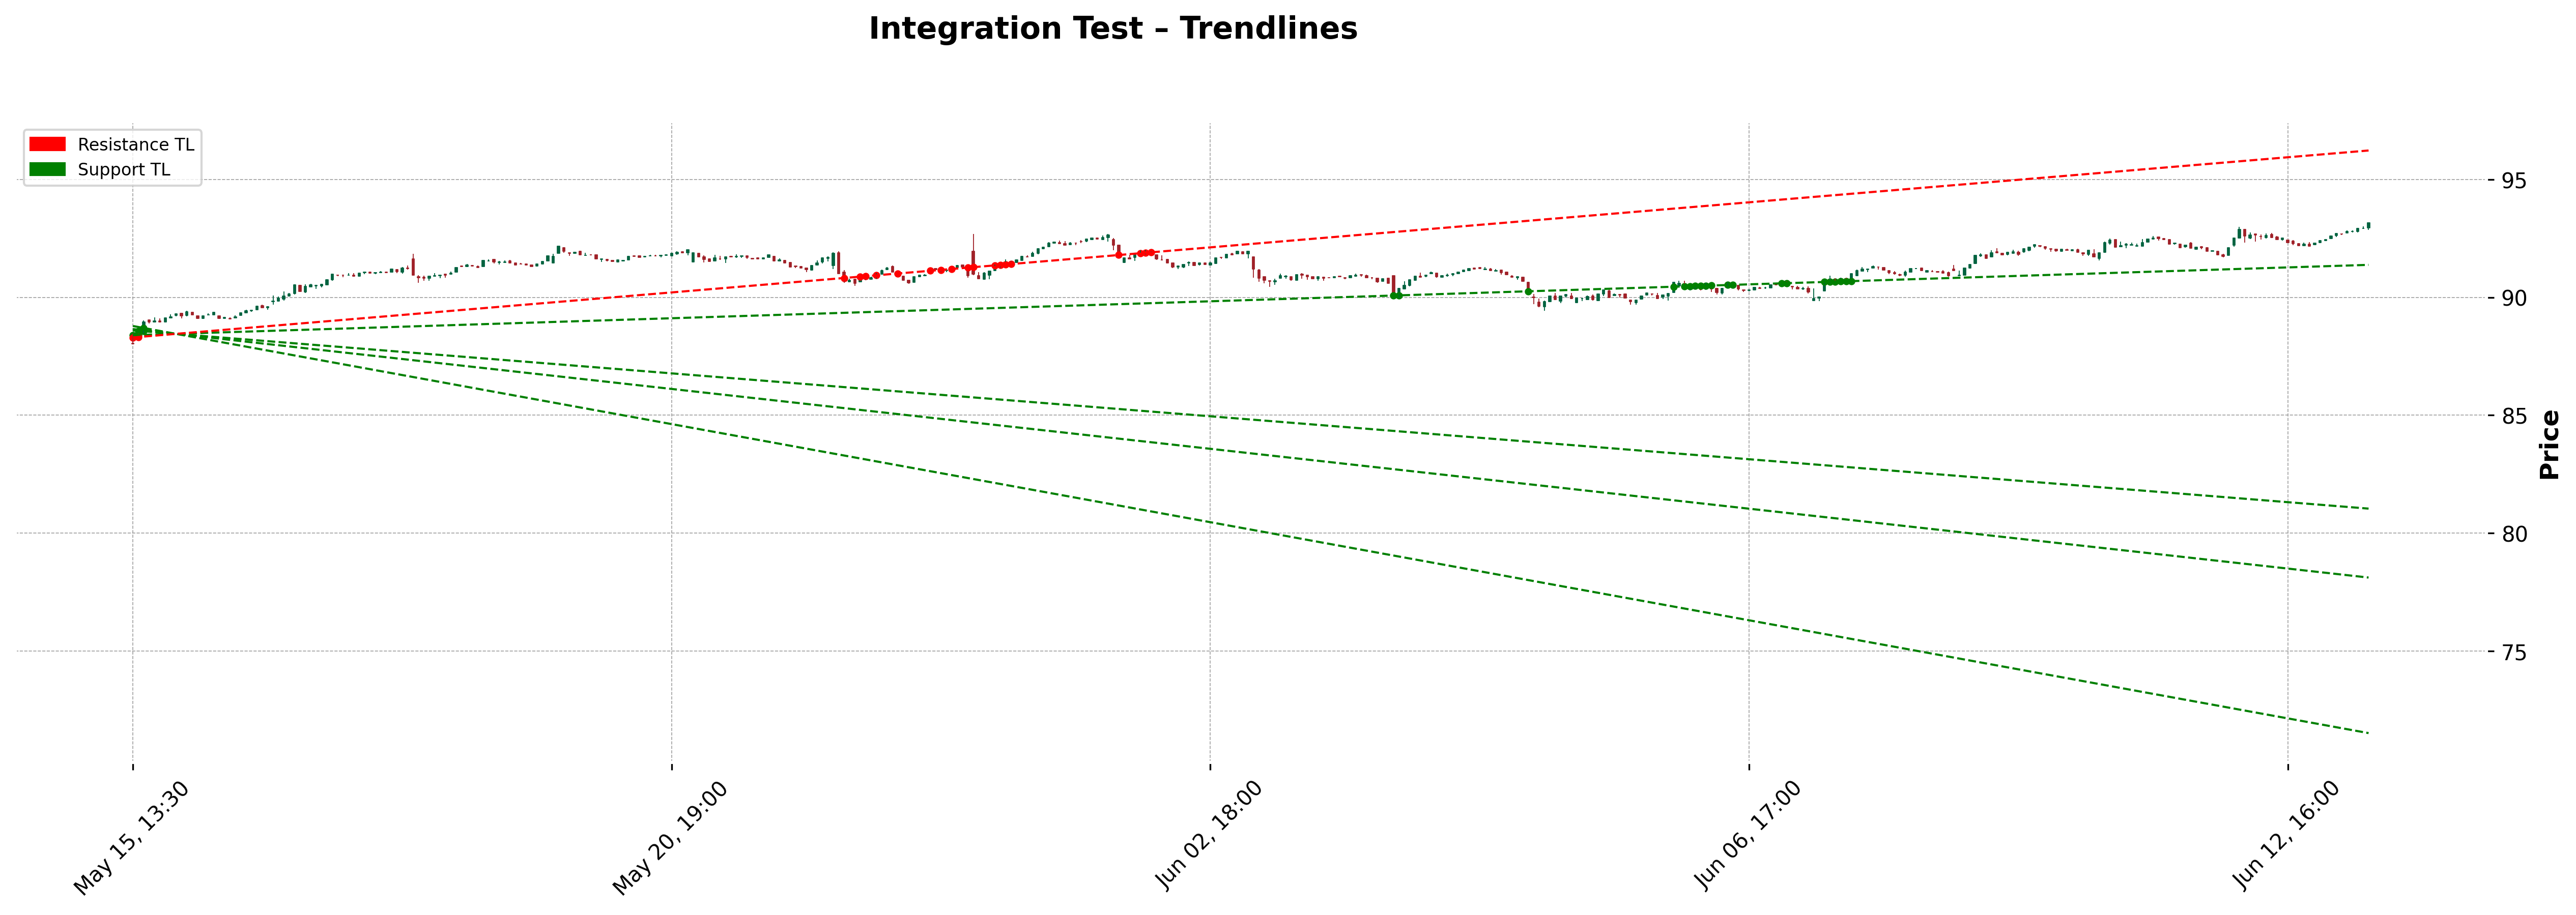 Integration Test – Trendlines
Resistance TL
Support TL
95
90
85
80
75
Price
May 15, 13:30
May 20, 19:00
Jun 02, 18:00
Jun 06, 17:00
Jun 12, 16:00